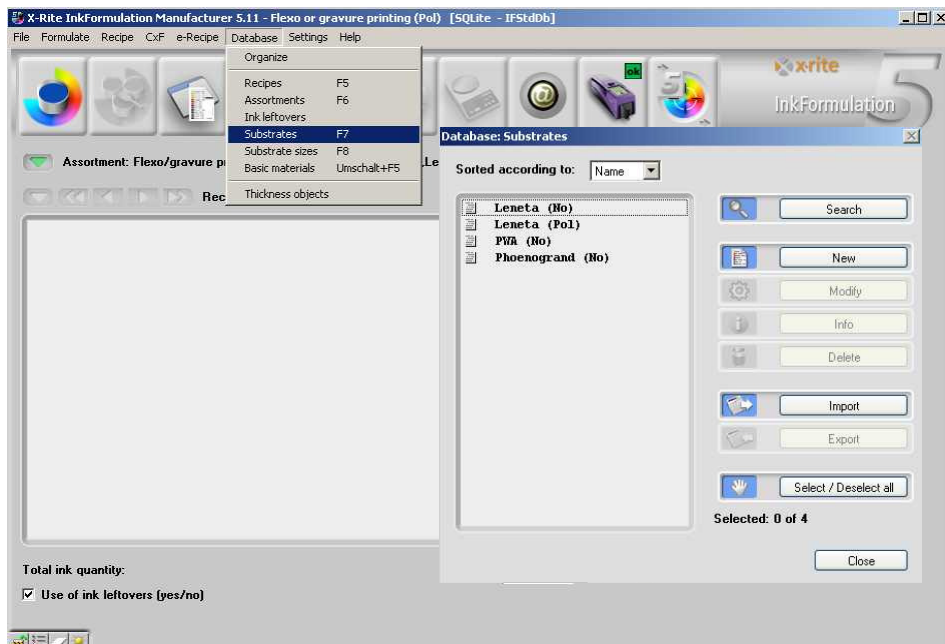 X-Rite InkFormulation Manufacturer 5.11 - Flexo or gravure printing (Pol) [SQLite - IFStdDb]
File Formulate Recipe CxF e-Recipe Database Settings Help
Organize
Recipes F5
Assortments F6
Ink leftovers
Substrates F7
Substrate sizes F8
Basic materials Umschalt+F5
Thickness objects
ok
x-rite
InkFormulation 5
Assortment: Flexo/gravure p
Le
Rec
Database: Substrates
Sorted according to: Name
Leneta (No)
Leneta (Pol)
PWA (No)
Phoenogrand (No)
Search
New
Modify
Info
Delete
Import
Export
Select / Deselect all
Selected: 0 of 4
Close
Total ink quantity:
Use of ink leftovers (yes/no)